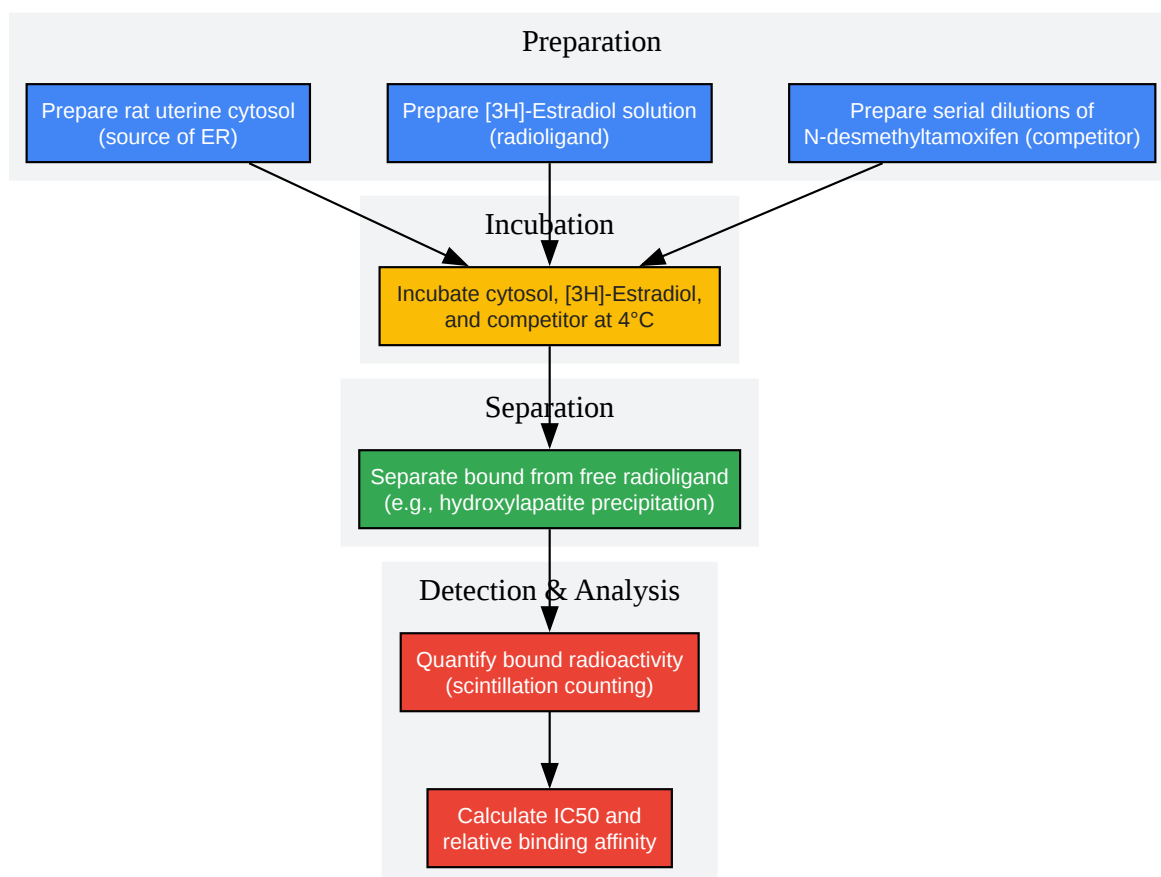 Preparation
Prepare rat uterine cytosol
(source of ER)
Prepare [3H]-Estradiol solution
(radioligand)
Prepare serial dilutions of
N-desmethyltamoxifen (competitor)
Incubation
Incubate cytosol, [3H]-Estradiol,
and competitor at 4°C
Separation
Separate bound from free radioligand
(e.g., hydroxylapatite precipitation)
Detection & Analysis
Quantify bound radioactivity
(scintillation counting)
Calculate IC50 and
relative binding affinity